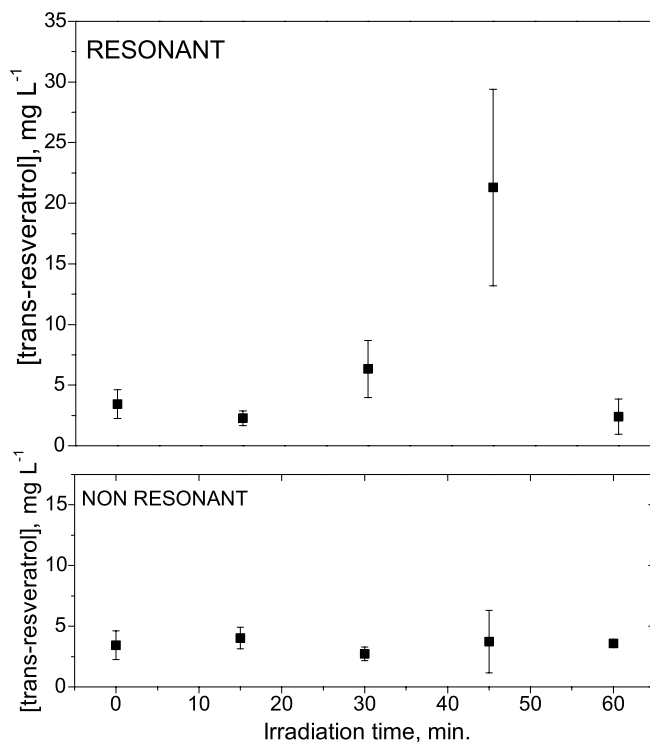 RESONANT
[trans-resveratrol], mg L⁻¹
35
30
25
20
15
10
5
0
NON RESONANT
[trans-resveratrol], mg L⁻¹
15
10
5
0
0 10 20 30 40 50 60
Irradiation time, min.